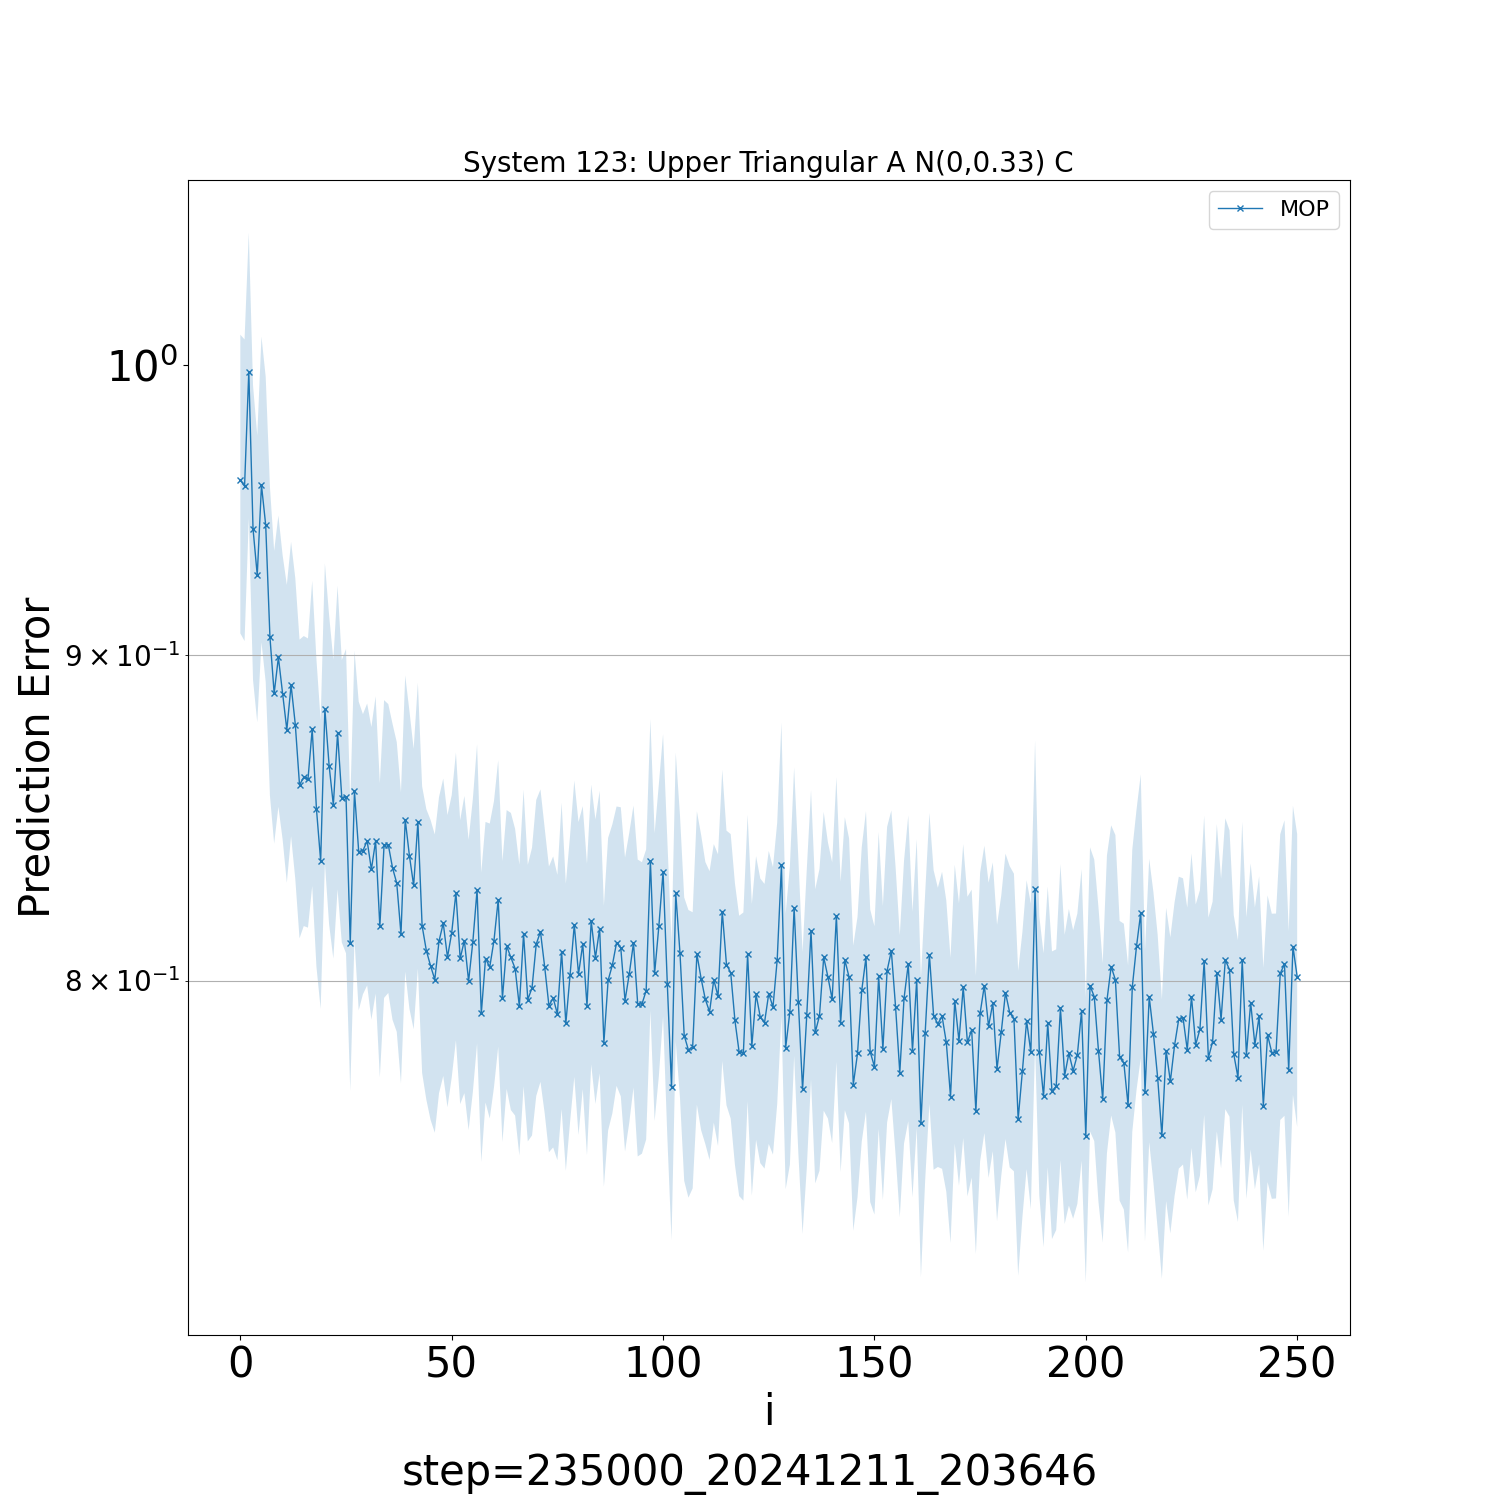 System 123: Upper Triangular A N(0,0.33) C
MOP
10⁰
9 × 10⁻¹
8 × 10⁻¹
Prediction Error
0 50 100 150 200 250
i
step=235000_20241211_203646